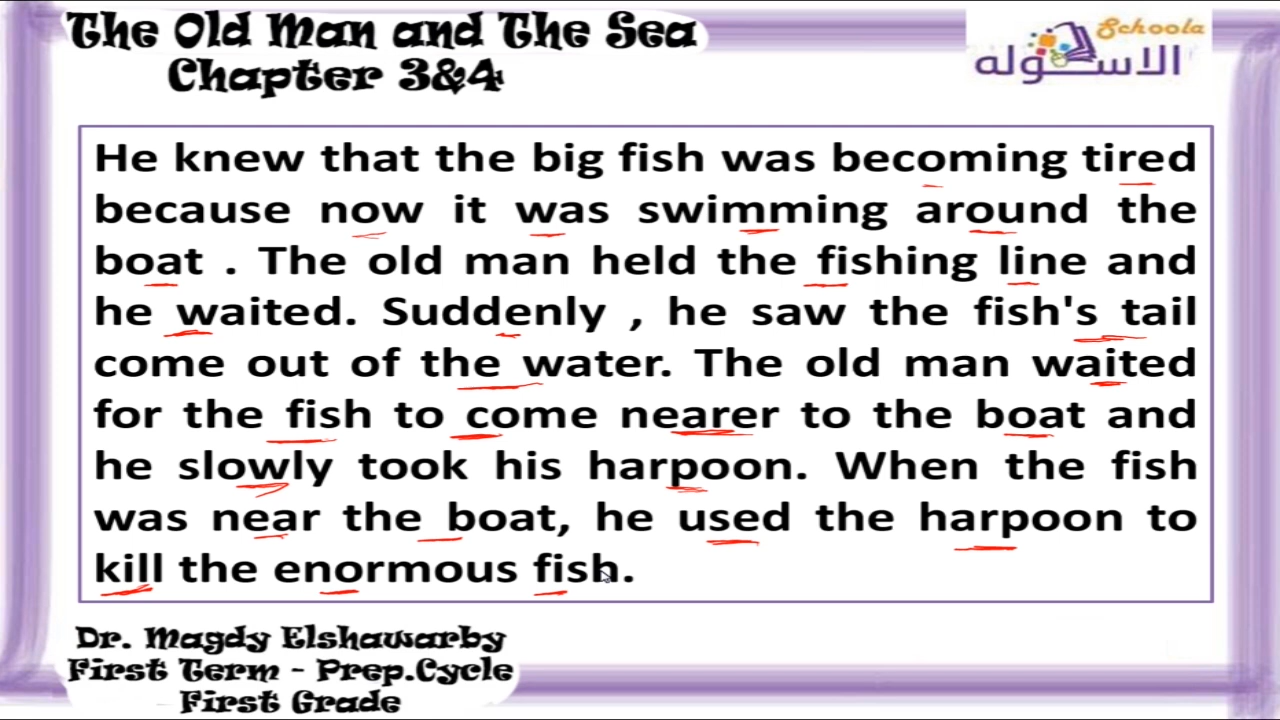 The Old Man and The Sea
Chapter 3&4
Schoola
الاسكوله
He knew that the big fish was becoming tired
because now it was swimming around the
boat . The old man held the fishing line and
he waited. Suddenly , he saw the fish's tail
come out of the water. The old man waited
for the fish to come nearer to the boat and
he slowly took his harpoon. When the fish
was near the boat, he used the harpoon to
kill the enormous fish.
Dr. Magdy Elshawarby
First Term - Prep.Cycle
First Grade